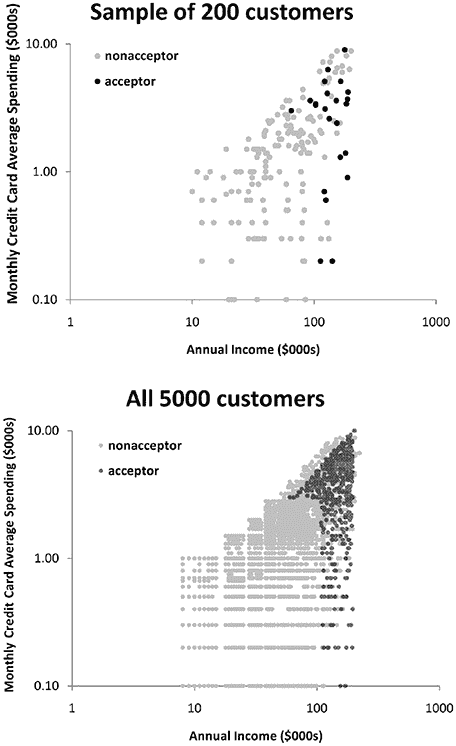 Sample of 200 customers
Monthly Credit Card Average Spending ($000s)
10.00
nonacceptor
acceptor
1.00
0.10
1 10 100 1000
Annual Income ($000s)
All 5000 customers
Monthly Credit Card Average Spending ($000s)
10.00
nonacceptor
acceptor
1.00
0.10
1 10 100 1000
Annual Income ($000s)